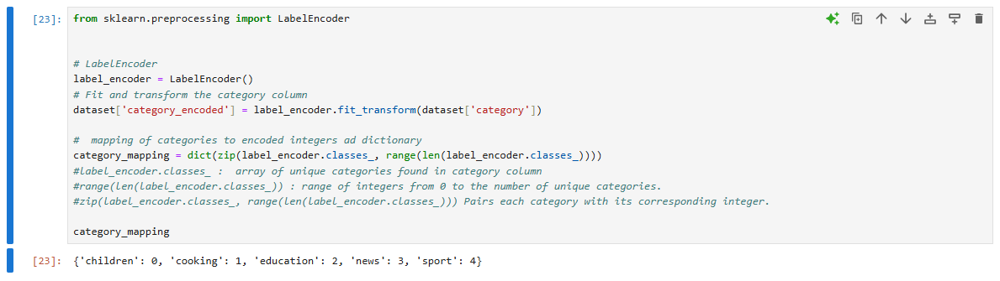 [23]: from sklearn.preprocessing import LabelEncoder
# LabelEncoder
label_encoder = LabelEncoder()
# Fit and transform the category column
dataset['category_encoded'] = label_encoder.fit_transform(dataset['category'])
#  mapping of categories to encoded integers ad dictionary
category_mapping = dict(zip(label_encoder.classes_, range(len(label_encoder.classes_))))
#label_encoder.classes_ :  array of unique categories found in category column
#range(len(label_encoder.classes_)) : range of integers from 0 to the number of unique categories.
#zip(label_encoder.classes_, range(len(label_encoder.classes_))) Pairs each category with its corresponding integer.
category_mapping
[23]: {'children': 0, 'cooking': 1, 'education': 2, 'news': 3, 'sport': 4}